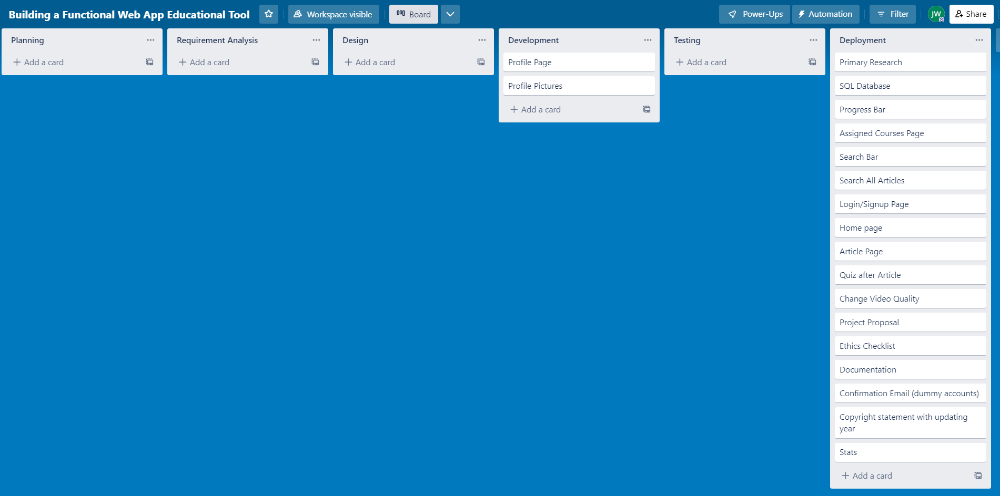 Building a Functional Web App Educational Tool
Workspace visible
Board
Power-Ups
Automation
Filter
JW
Share
Planning
Add a card
Requirement Analysis
Add a card
Design
Add a card
Development
Profile Page
Profile Pictures
Add a card
Testing
Add a card
Deployment
Primary Research
SQL Database
Progress Bar
Assigned Courses Page
Search Bar
Search All Articles
Login/Signup Page
Home page
Article Page
Quiz after Article
Change Video Quality
Project Proposal
Ethics Checklist
Documentation
Confirmation Email (dummy accounts)
Copyright statement with updating
year
Stats
Add a card